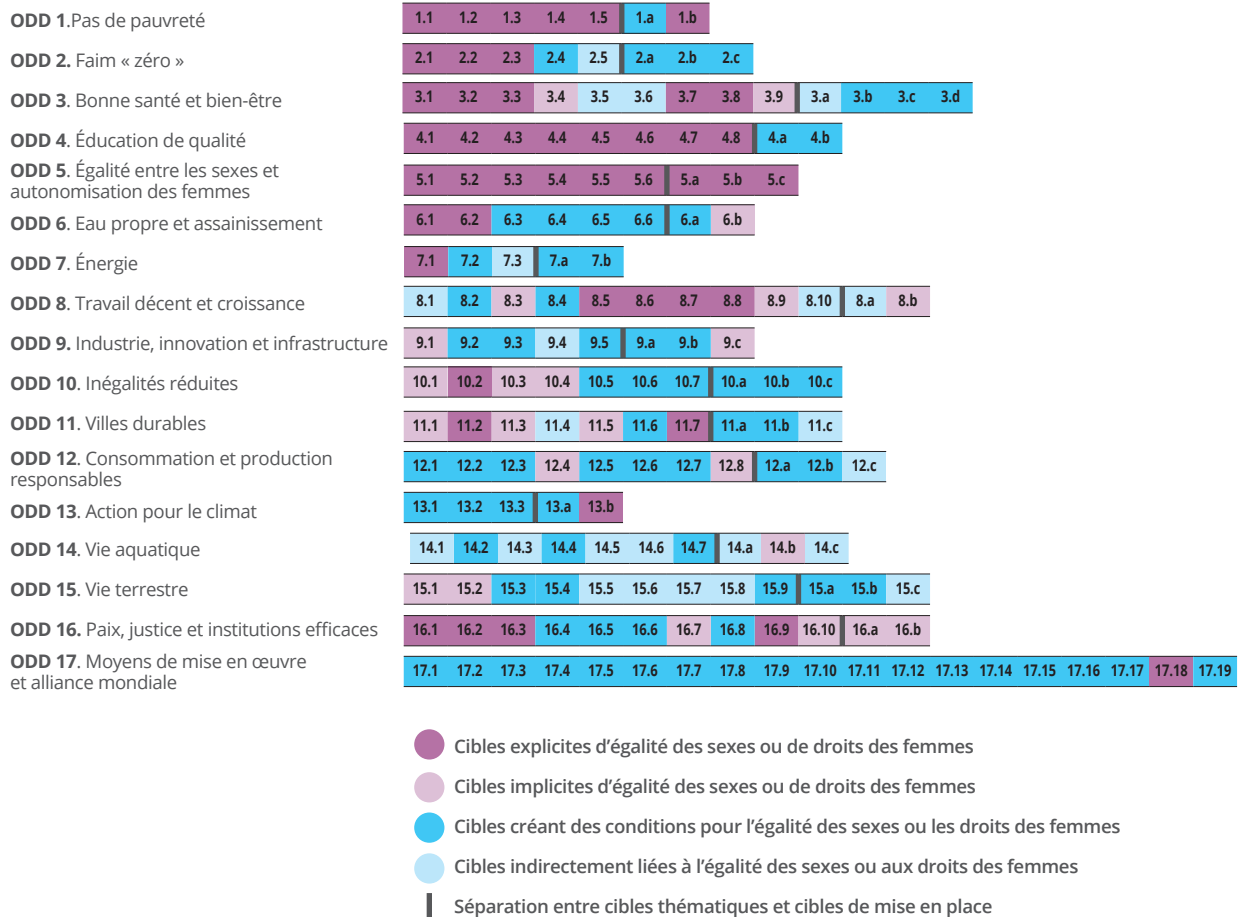 ODD 1.Pas de pauvreté
1.1 1.2 1.3 1.4 1.5 1.a 1.b
ODD 2. Faim « zéro »
2.1 2.2 2.3 2.4 2.5 2.a 2.b 2.c
ODD 3. Bonne santé et bien-être
3.1 3.2 3.3 3.4 3.5 3.6 3.7 3.8 3.9 3.a 3.b 3.c 3.d
ODD 4. Éducation de qualité
4.1 4.2 4.3 4.4 4.5 4.6 4.7 4.8 4.a 4.b
ODD 5. Égalité entre les sexes et
autonomisation des femmes
5.1 5.2 5.3 5.4 5.5 5.6 5.a 5.b 5.c
ODD 6. Eau propre et assainissement
6.1 6.2 6.3 6.4 6.5 6.6 6.a 6.b
ODD 7. Énergie
7.1 7.2 7.3 7.a 7.b
ODD 8. Travail décent et croissance
8.1 8.2 8.3 8.4 8.5 8.6 8.7 8.8 8.9 8.10 8.a 8.b
ODD 9. Industrie, innovation et infrastructure
9.1 9.2 9.3 9.4 9.5 9.a 9.b 9.c
ODD 10. Inégalités réduites
10.1 10.2 10.3 10.4 10.5 10.6 10.7 10.a 10.b 10.c
ODD 11. Villes durables
11.1 11.2 11.3 11.4 11.5 11.6 11.7 11.a 11.b 11.c
ODD 12. Consommation et production
responsables
12.1 12.2 12.3 12.4 12.5 12.6 12.7 12.8 12.a 12.b 12.c
ODD 13. Action pour le climat
13.1 13.2 13.3 13.a 13.b
ODD 14. Vie aquatique
14.1 14.2 14.3 14.4 14.5 14.6 14.7 14.a 14.b 14.c
ODD 15. Vie terrestre
15.1 15.2 15.3 15.4 15.5 15.6 15.7 15.8 15.9 15.a 15.b 15.c
ODD 16. Paix, justice et institutions efficaces
16.1 16.2 16.3 16.4 16.5 16.6 16.7 16.8 16.9 16.10 16.a 16.b
ODD 17. Moyens de mise en œuvre
et alliance mondiale
17.1 17.2 17.3 17.4 17.5 17.6 17.7 17.8 17.9 17.10 17.11 17.12 17.13 17.14 17.15 17.16 17.17 17.18 17.19
Cibles explicites d'égalité des sexes ou de droits des femmes
Cibles implicites d'égalité des sexes ou de droits des femmes
Cibles créant des conditions pour l'égalité des sexes ou les droits des femmes
Cibles indirectement liées à l'égalité des sexes ou aux droits des femmes
Séparation entre cibles thématiques et cibles de mise en place